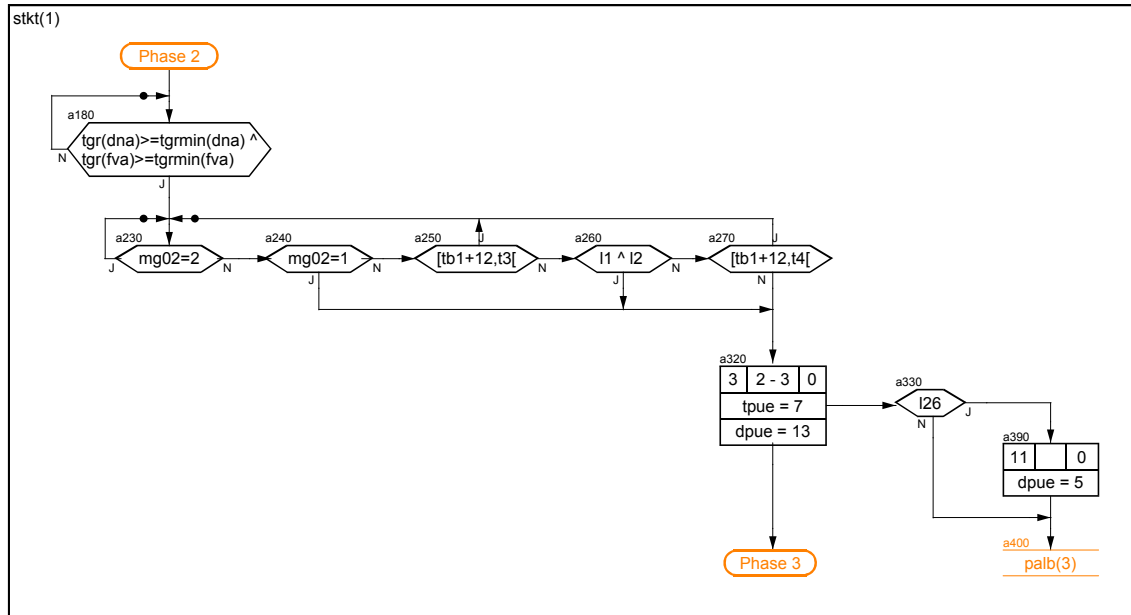 stkt(1)
Phase 2
a180
tgr(dna)>=tgrmin(dna) ^
tgr(fva)>=tgrmin(fva)
N
J
a230
mg02=2
J
N
a240
mg02=1
N
J
a250
J
[tb1+12,t3[
N
a260
l1 ^ l2
N
J
a270
J
[tb1+12,t4[
N
a320
3 2 - 3 0
tpue = 7
dpue = 13
a330
l26
J
N
a390
11 0
dpue = 5
Phase 3
a400
palb(3)